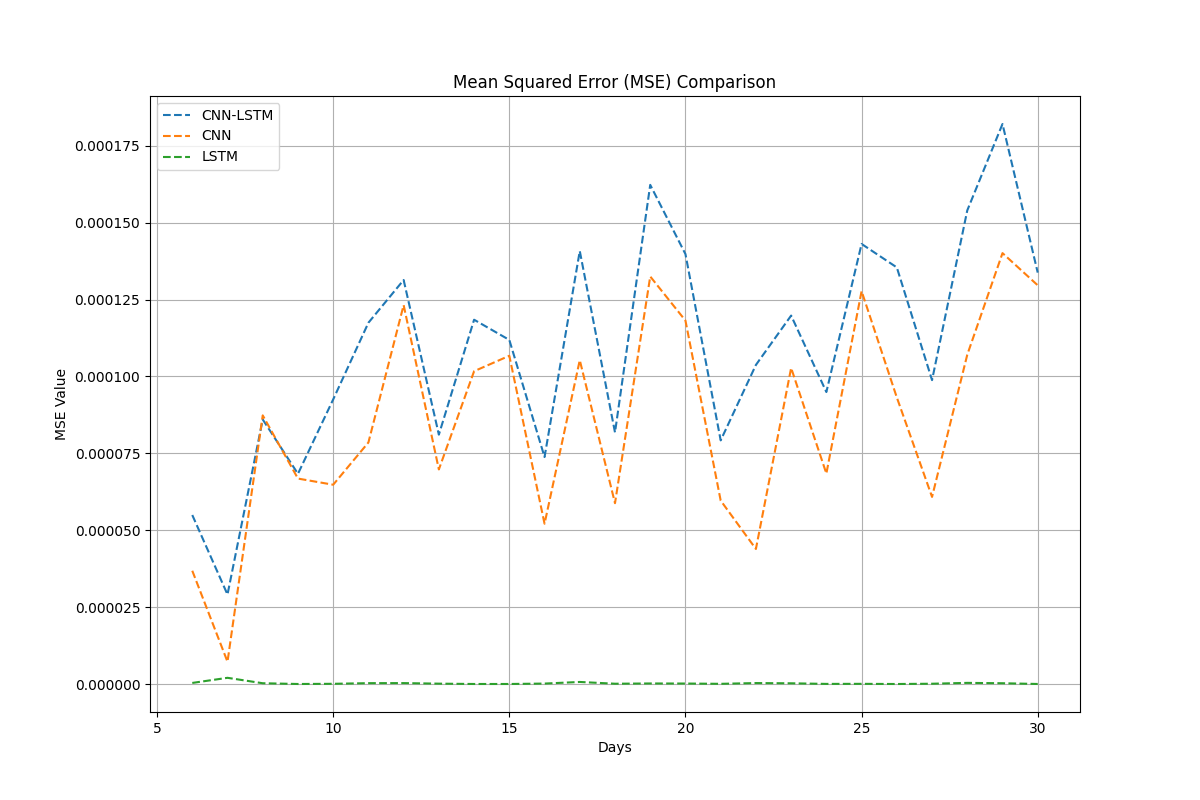 Mean Squared Error (MSE) Comparison
CNN-LSTM
CNN
LSTM
0.000175
0.000150
0.000125
0.000100
0.000075
0.000050
0.000025
0.000000
MSE Value
5 10 15 20 25 30
Days